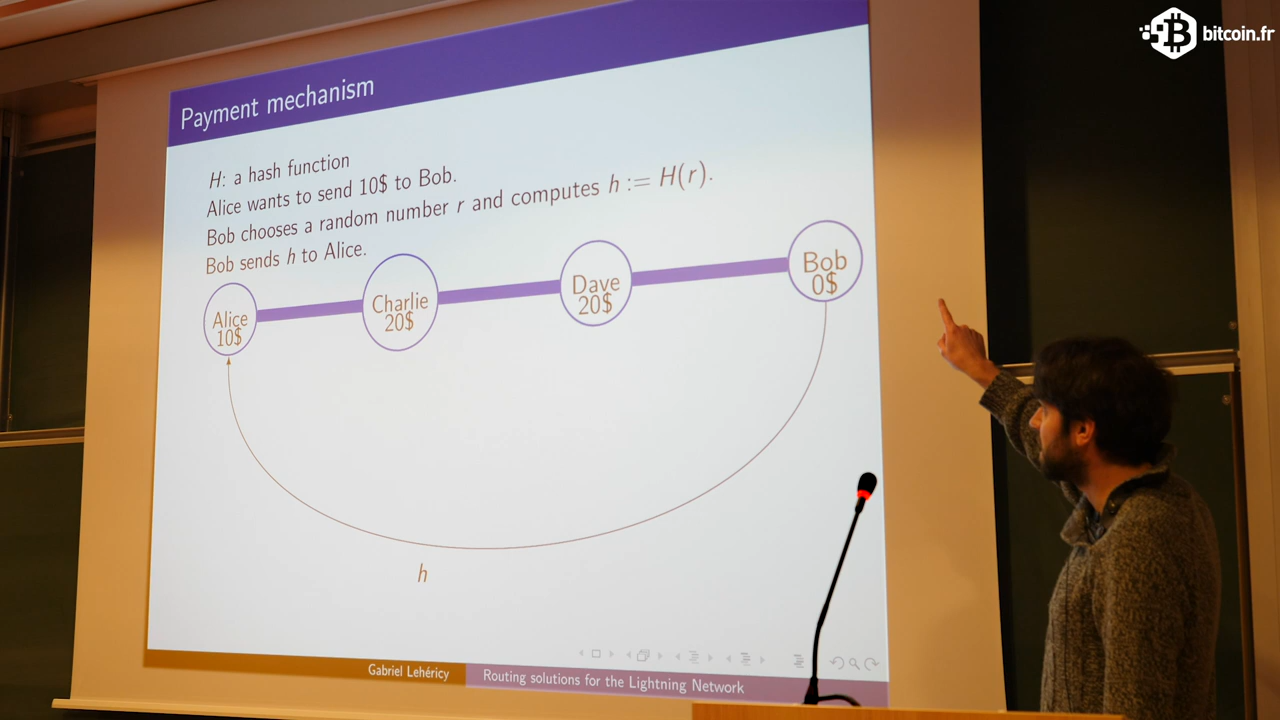 bitcoin.fr
Payment mechanism
H: a hash function
Alice wants to send 10$ to Bob.
Bob chooses a random number r and computes h := H(r).
Bob sends h to Alice.
Alice
10$
Charlie
20$
Dave
20$
Bob
0$
h
Gabriel Lehéricy
Routing solutions for the Lightning Network